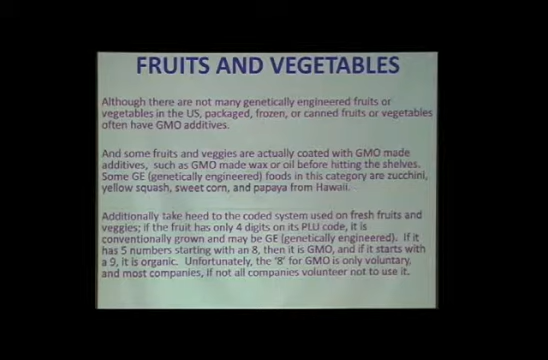 FRUITS AND VEGETABLES
Although there are not many genetically engineered fruits or
vegetables in the US, packaged, frozen, or canned fruits or vegetables
often have GMO additives.
And some fruits and veggies are actually coated with GMO made
additives, such as GMO made wax or oil before hitting the shelves.
Some GE (genetically engineered) foods in this category are zucchini,
yellow squash, sweet corn, and papaya from Hawaii.
Additionally take heed to the coded system used on fresh fruits and
veggies; if the fruit has only 4 digits on its PLU code, it is
conventionally grown and may be GE (genetically engineered). If it
has 5 numbers starting with an 8, then it is GMO, and if it starts with
a 9, it is organic. Unfortunately, the '8' for GMO is only voluntary,
and most companies, if not all companies volunteer not to use it.